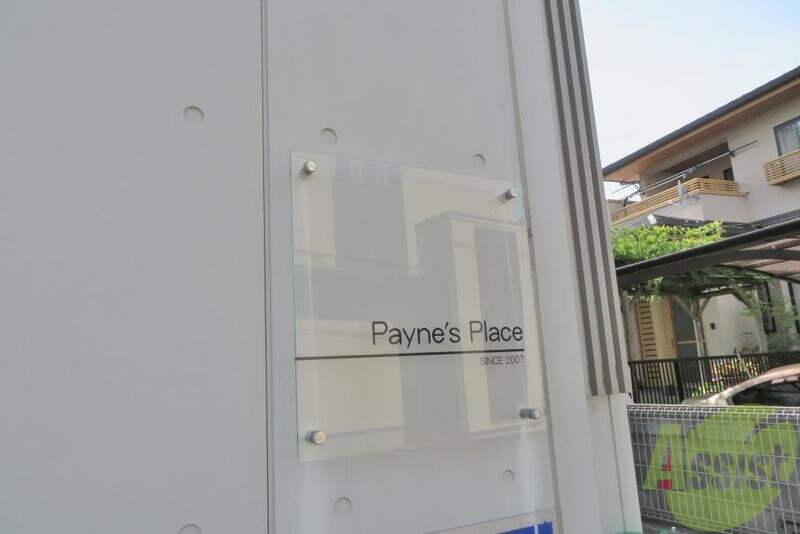 Payne's Place
SINCE 2007
Assist